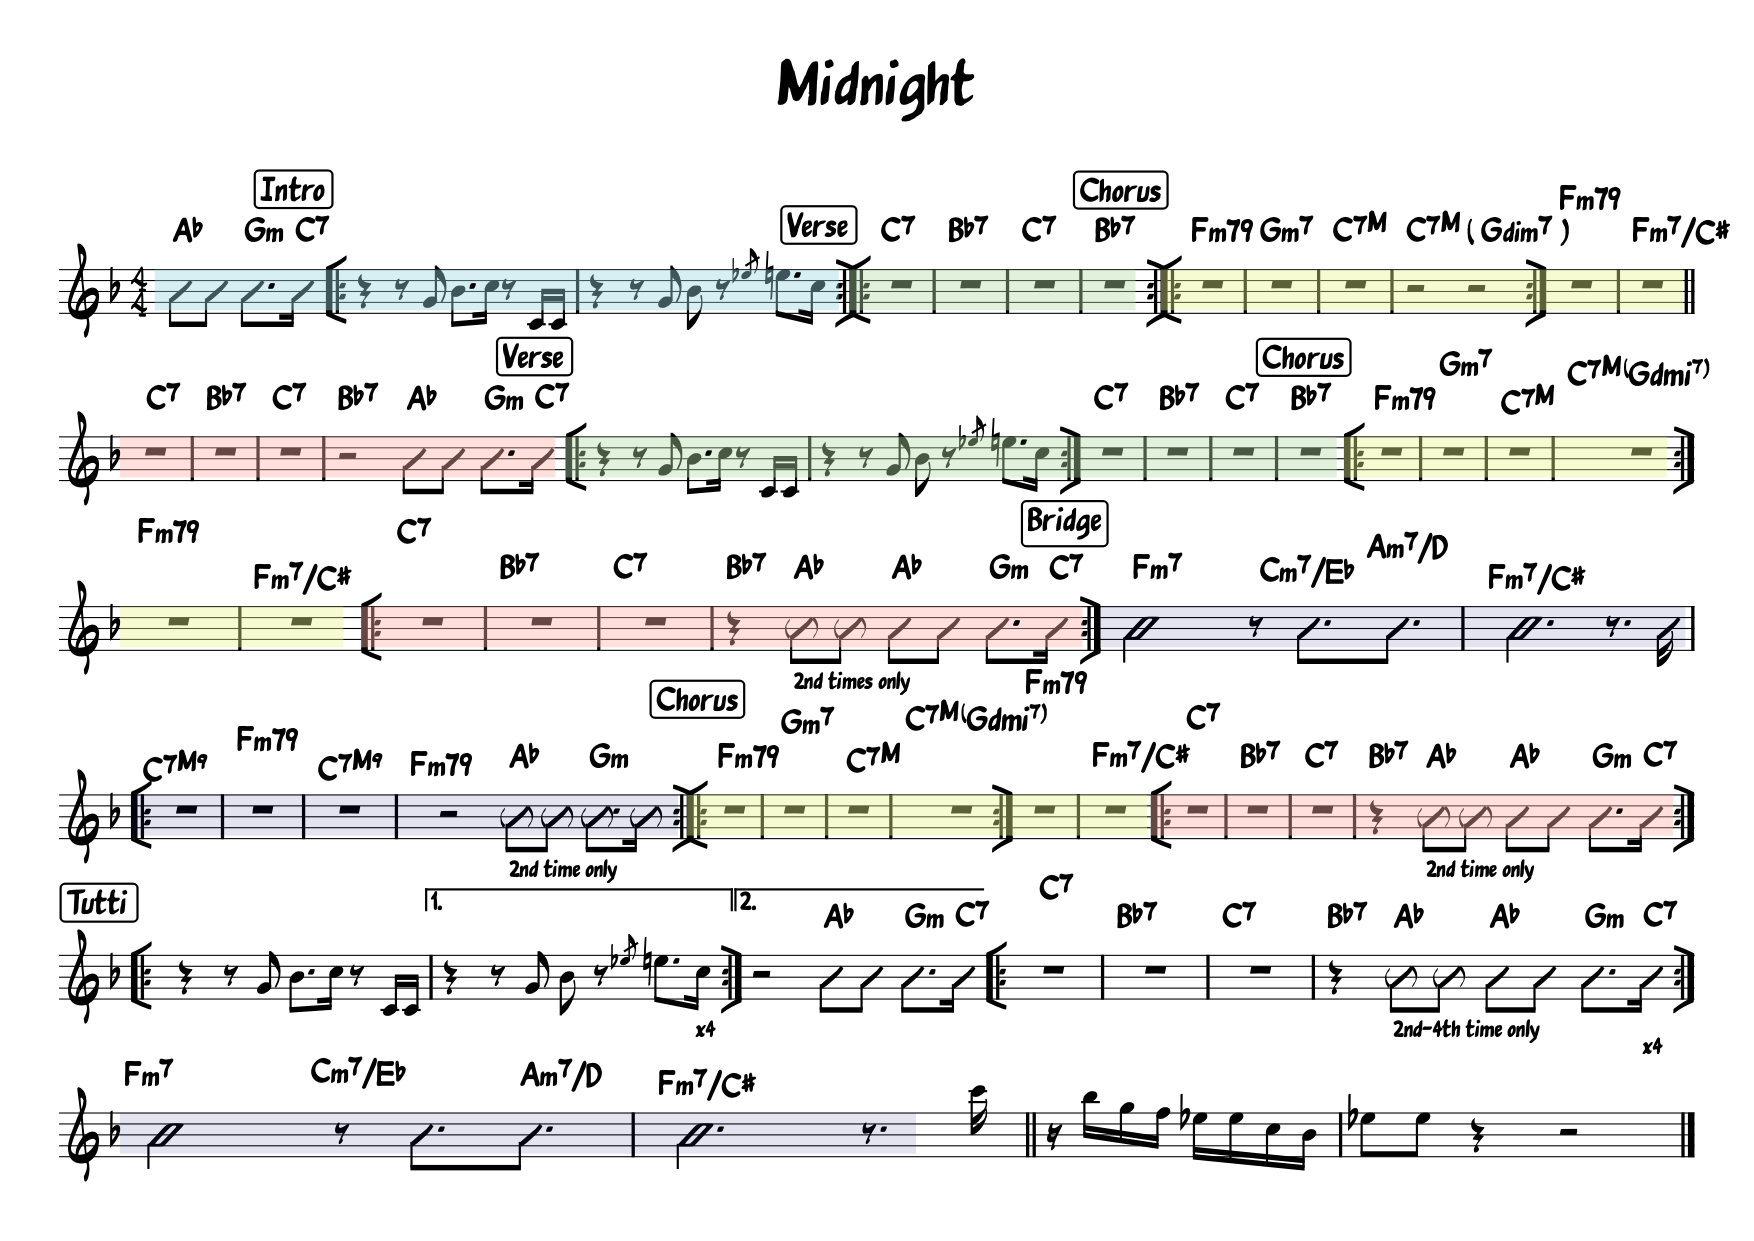 Midnight
Intro
Verse
Chorus
Ab Gm C7 C7 Bb7 C7 Bb7 Fm79 Gm7 C7M C7M ( Gdim7 ) Fm79 Fm7/C#
4
4
Verse
Chorus
C7 Bb7 C7 Bb7 Ab Gm C7 C7 Bb7 C7 Bb7 Fm79 Gm7 C7M C7M(Gdmi7)
Bridge
Fm79 Fm7/C# C7 Bb7 C7 Bb7 Ab Ab Gm C7 Fm7 Cm7/Eb Am7/D Fm7/C#
2nd times only
Chorus
C7M9 Fm79 C7M9 Fm79 Ab Gm Fm79 Gm7 C7M C7M(Gdmi7) Fm79 Fm7/C# C7 Bb7 C7 Bb7 Ab Ab Gm C7
2nd time only 2nd time only
Tutti
1. 2.
Ab Gm C7 C7 Bb7 C7 Bb7 Ab Ab Gm C7
x4 2nd-4th time only x4
Fm7 Cm7/Eb Am7/D Fm7/C#